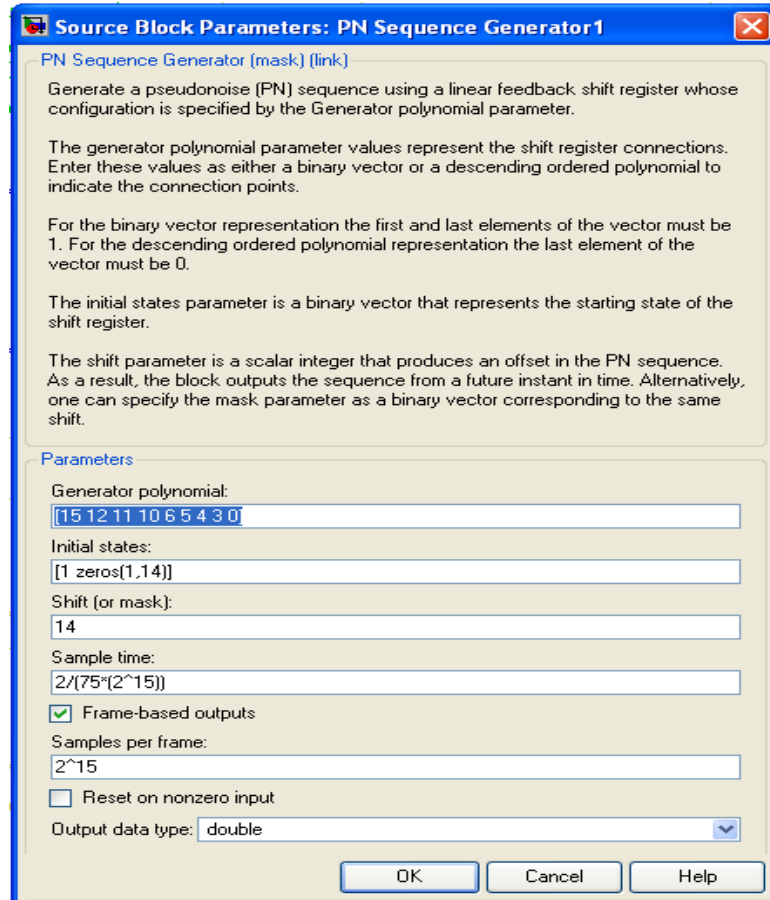 Source Block Parameters: PN Sequence Generator1
PN Sequence Generator (mask) (link)
Generate a pseudonoise (PN) sequence using a linear feedback shift register whose
configuration is specified by the Generator polynomial parameter.
The generator polynomial parameter values represent the shift register connections.
Enter these values as either a binary vector or a descending ordered polynomial to
indicate the connection points.
For the binary vector representation the first and last elements of the vector must be
1. For the descending ordered polynomial representation the last element of the
vector must be 0.
The initial states parameter is a binary vector that represents the starting state of the
shift register.
The shift parameter is a scalar integer that produces an offset in the PN sequence.
As a result, the block outputs the sequence from a future instant in time. Alternatively,
one can specify the mask parameter as a binary vector corresponding to the same
shift.
Parameters
Generator polynomial:
[15 12 11 10 6 5 4 3 0]
Initial states:
[1 zeros(1,14)]
Shift (or mask):
14
Sample time:
2/(75*(2^15))
Frame-based outputs
Samples per frame:
2^15
Reset on nonzero input
Output data type: double
OK Cancel Help